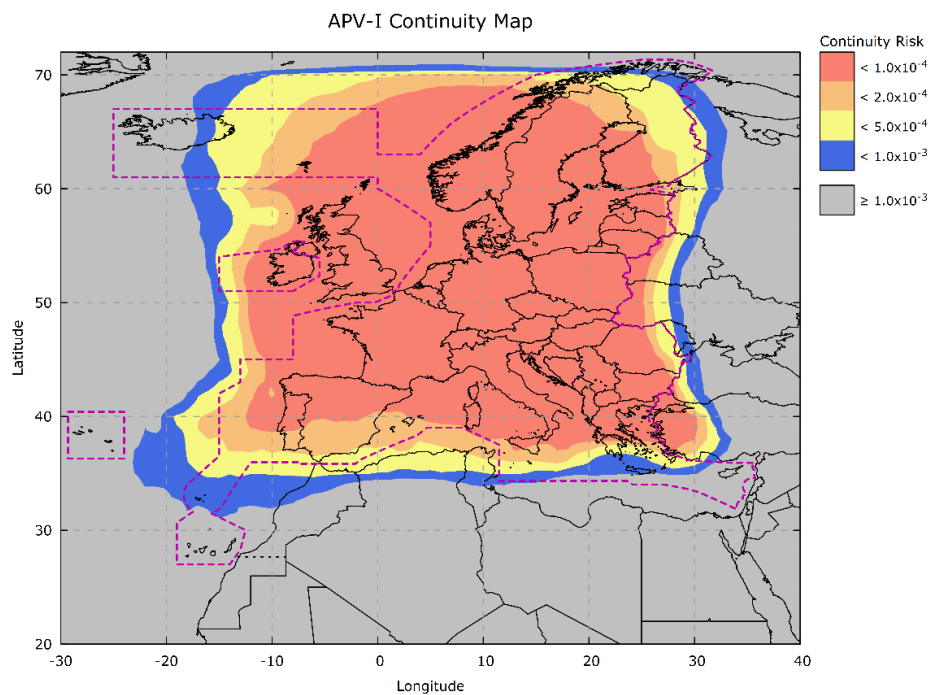 APV-I Continuity Map
Continuity Risk
< 1.0x10⁻⁴
< 2.0x10⁻⁴
< 5.0x10⁻⁴
< 1.0x10⁻³
≥ 1.0x10⁻³
70
60
50
40
30
20
Latitude
-30 -20 -10 0 10 20 30 40
Longitude